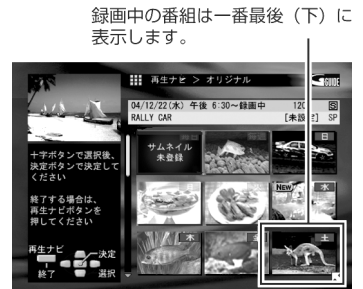 録画中の番組は一番最後（下）に
表示します。
再生ナビ > オリジナル
GUIDE
04/12/22(水) 午後 6:30～録画中 120
RALLY CAR [未設定] SP
十字ボタンで選択後、
決定ボタンで決定して
ください
終了する場合は、
再生ナビボタンを
押してください
再生ナビ
決定
終了
選択
サムネイル
未登録
日
NEW
水
木
金
土